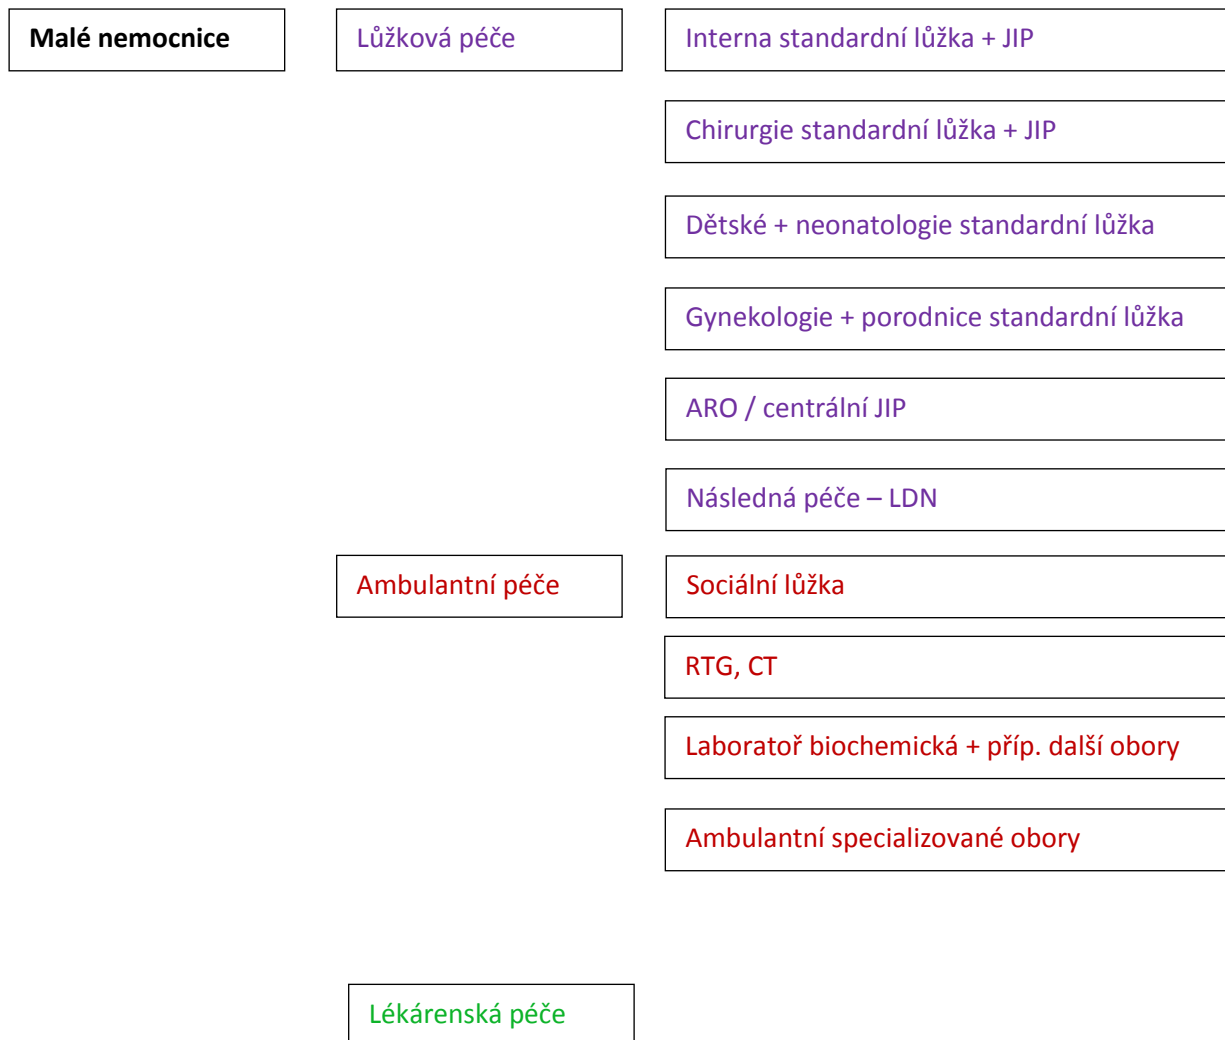 Malé nemocnice
Lůžková péče
Interna standardní lůžka + JIP
Chirurgie standardní lůžka + JIP
Dětské + neonatologie standardní lůžka
Gynekologie + porodnice standardní lůžka
ARO / centrální JIP
Následná péče – LDN
Ambulantní péče
Sociální lůžka
RTG, CT
Laboratoř biochemická + příp. další obory
Ambulantní specializované obory
Lékárenská péče